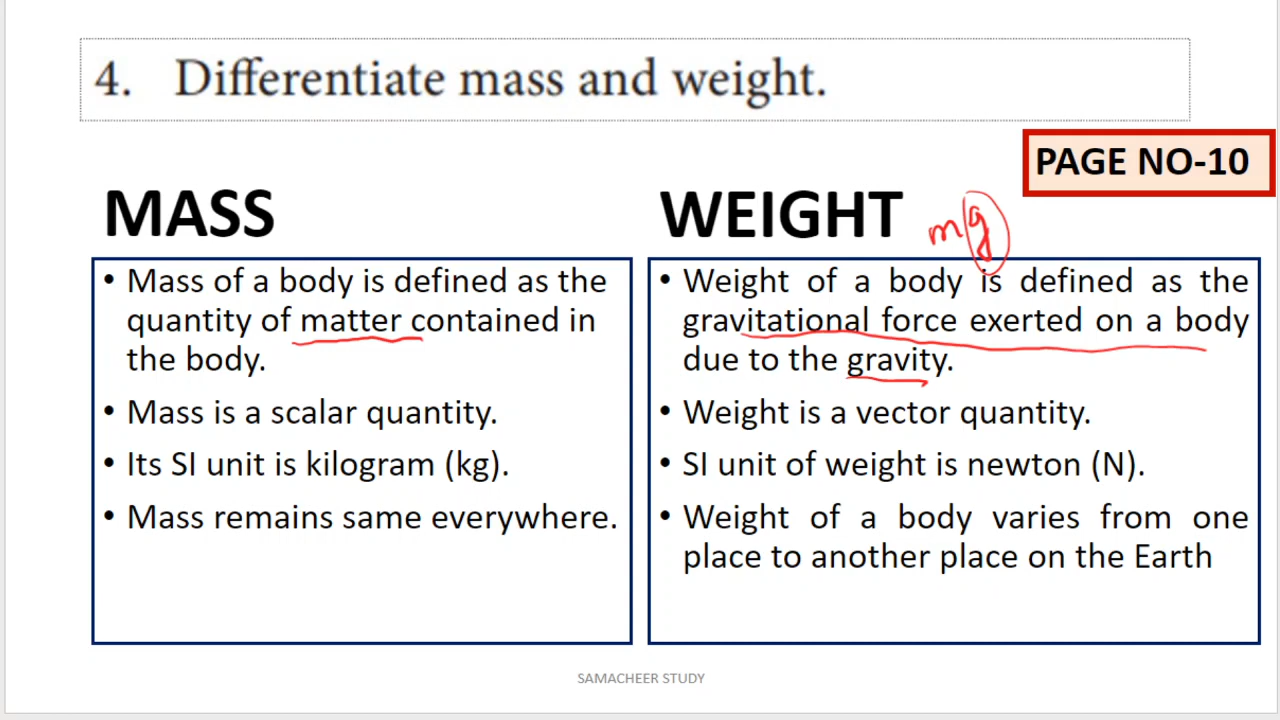 4. Differentiate mass and weight.
PAGE NO-10
MASS
• Mass of a body is defined as the
quantity of matter contained in
the body.
• Mass is a scalar quantity.
• Its SI unit is kilogram (kg).
• Mass remains same everywhere.
WEIGHT mg
• Weight of a body is defined as the
gravitational force exerted on a body
due to the gravity.
• Weight is a vector quantity.
• SI unit of weight is newton (N).
• Weight of a body varies from one
place to another place on the Earth
SAMACHEER STUDY